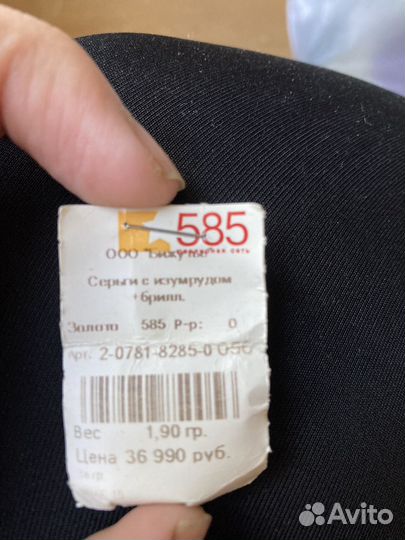 585
ООО "Бижутье"
Серьги с изумрудом
+брилл.
Золото 585 Р-р: 0
Арт. 2-0781-8285-0
Вес 1,90 гр.
Цена 36 990 руб.
Avito